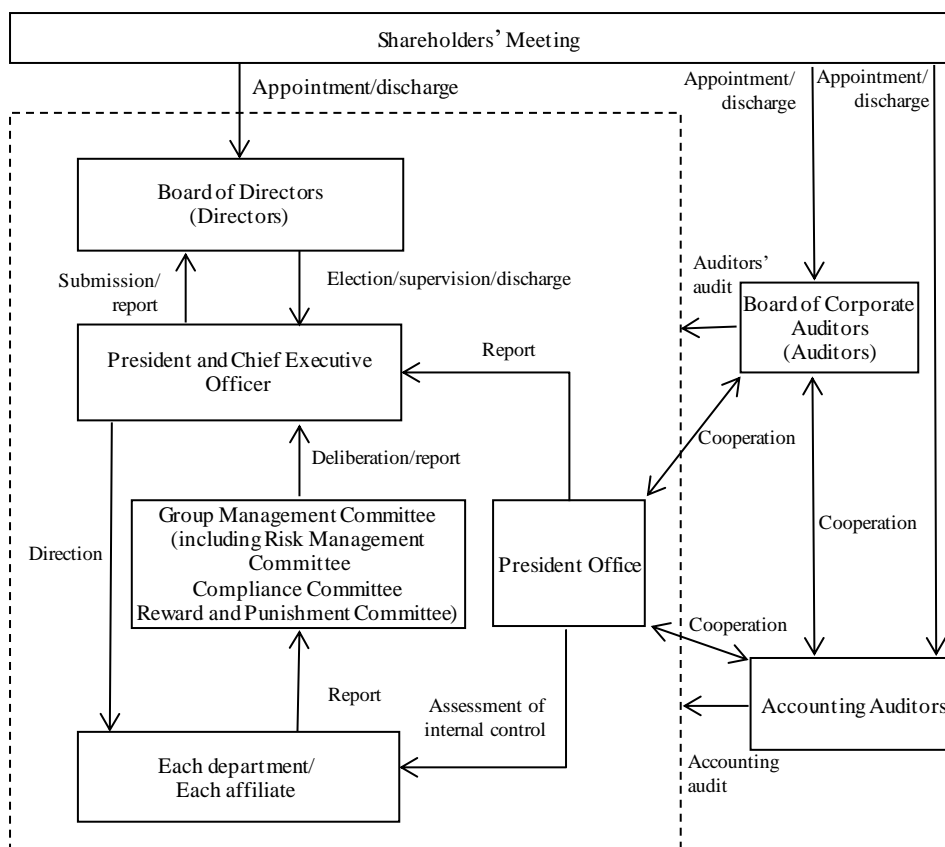 Shareholders’ Meeting
Appointment/discharge
Appointment/
discharge
Appointment/
discharge
Board of Directors
(Directors)
Submission/
report
Election/supervision/discharge
Auditors’
audit
Board of Corporate
Auditors
(Auditors)
President and Chief Executive
Officer
Report
Cooperation
Deliberation/report
Group Management Committee
(including Risk Management
Committee
Compliance Committee
Reward and Punishment Committee)
Direction
President Office
Cooperation
Cooperation
Report
Assessment of
internal control
Accounting Auditors
Each department/
Each affiliate
Accounting
audit